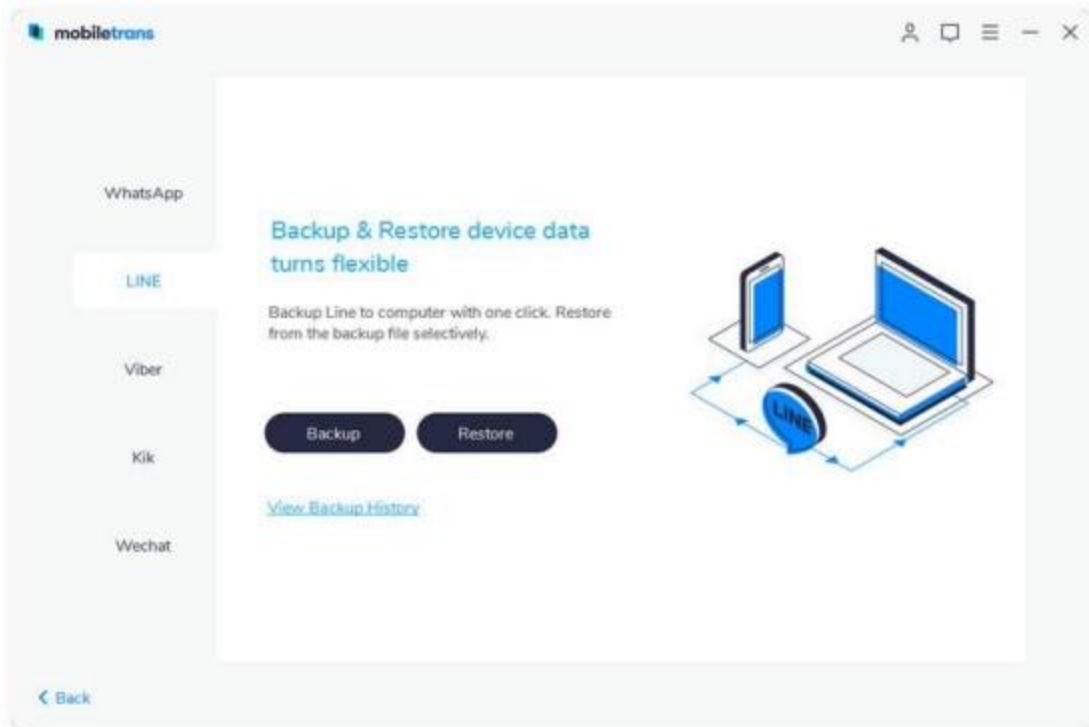 mobiletrans
WhatsApp
LINE
Viber
Kik
Wechat
Backup & Restore device data
turns flexible
Backup Line to computer with one click. Restore
from the backup file selectively.
Backup
Restore
View Backup History
LINE
Back